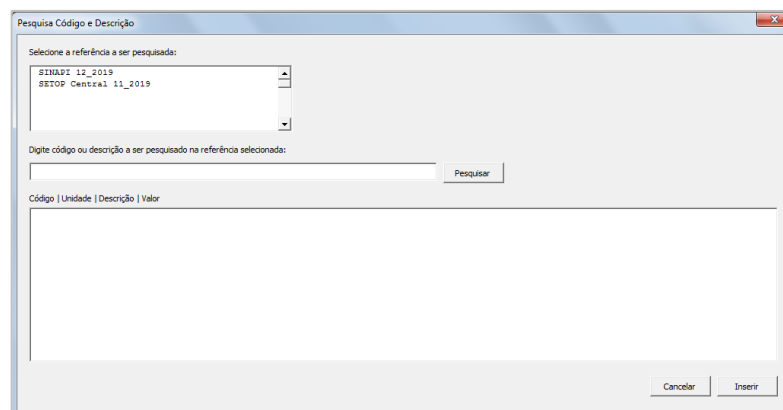 Pesquisa Código e Descrição
Selecione a referência a ser pesquisada:
SINAPI 12_2019
SETOP Central 11_2019
Digite código ou descrição a ser pesquisado na referência selecionada:
Pesquisar
Código | Unidade | Descrição | Valor
Cancelar Inserir